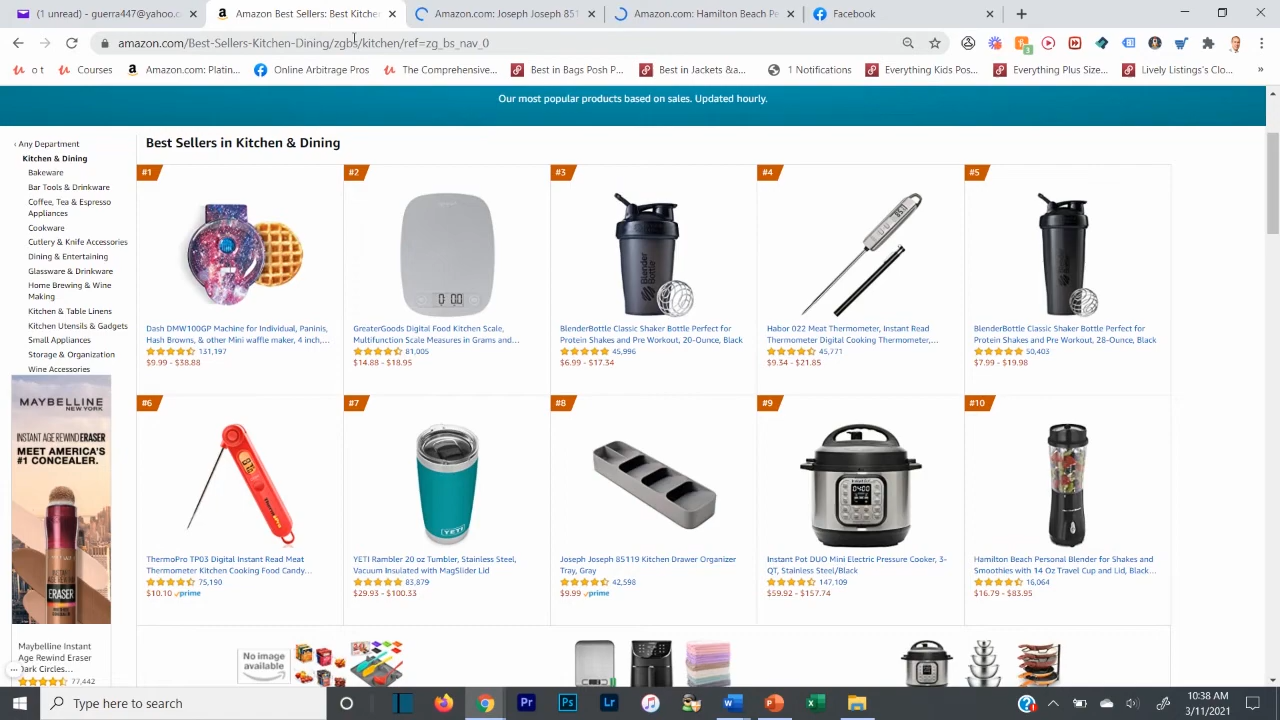 guerra447@yahoo.com
Amazon Best Sellers: Best Kitche
Amazon.com: Joseph Joseph 851
Amazon.com: Hamilton Beach Pe
Facebook
amazon.com/Best-Sellers-Kitchen-Dining/zgbs/kitchen/ref=zg_bs_nav_0
o t
Courses
Amazon.com: Platin...
Online Arbitrage Pros
The Comprehensive...
Best in Bags Posh P...
Best in Jackets &a...
1 Notifications
Everything Kids Pos...
Everything Plus Size...
Lively Listings's Clo...
»
Our most popular products based on sales. Updated hourly.
‹ Any Department
Kitchen & Dining
Bakeware
Bar Tools & Drinkware
Coffee, Tea & Espresso
Appliances
Cookware
Cutlery & Knife Accessories
Dining & Entertaining
Glassware & Drinkware
Home Brewing & Wine
Making
Kitchen & Table Linens
Kitchen Utensils & Gadgets
Small Appliances
Storage & Organization
Wine Accessories
MAYBELLINE
NEW YORK
INSTANT AGE REWIND ERASER
MEET AMERICA'S
#1 CONCEALER.
ERASER
Maybelline Instant
Age Rewind Eraser
Dark Circles...
77,442
Best Sellers in Kitchen & Dining
#1
Dash DMW100GP Machine for Individual, Paninis,
Hash Browns, & other Mini waffle maker, 4 inch,...
131,197
$9.99 - $38.88
#2
GreaterGoods Digital Food Kitchen Scale,
Multifunction Scale Measures in Grams and...
81,005
$14.88 - $18.95
#3
BlenderBottle
BlenderBottle Classic Shaker Bottle Perfect for
Protein Shakes and Pre Workout, 20-Ounce, Black
45,996
$6.99 - $17.34
#4
Habor 022 Meat Thermometer, Instant Read
Thermometer Digital Cooking Thermometer,...
45,771
$9.34 - $21.85
#5
BlenderBottle
BlenderBottle Classic Shaker Bottle Perfect for
Protein Shakes and Pre Workout, 28-Ounce, Black
50,403
$7.99 - $19.98
#6
ThermoPro TP03 Digital Instant Read Meat
Thermometer Kitchen Cooking Food Candy...
75,190
$10.10 prime
#7
YETI
YETI Rambler 20 oz Tumbler, Stainless Steel,
Vacuum Insulated with MagSlider Lid
83,879
$29.93 - $100.33
#8
Joseph Joseph 85119 Kitchen Drawer Organizer
Tray, Gray
42,598
$9.99 prime
#9
Instant Pot DUO Mini Electric Pressure Cooker, 3-
QT, Stainless Steel/Black
147,109
$59.92 - $157.74
#10
Hamilton Beach Personal Blender for Shakes and
Smoothies with 14 Oz Travel Cup and Lid, Black...
16,064
$16.79 - $83.95
No image
available
Type here to search
10:38 AM
3/11/2021